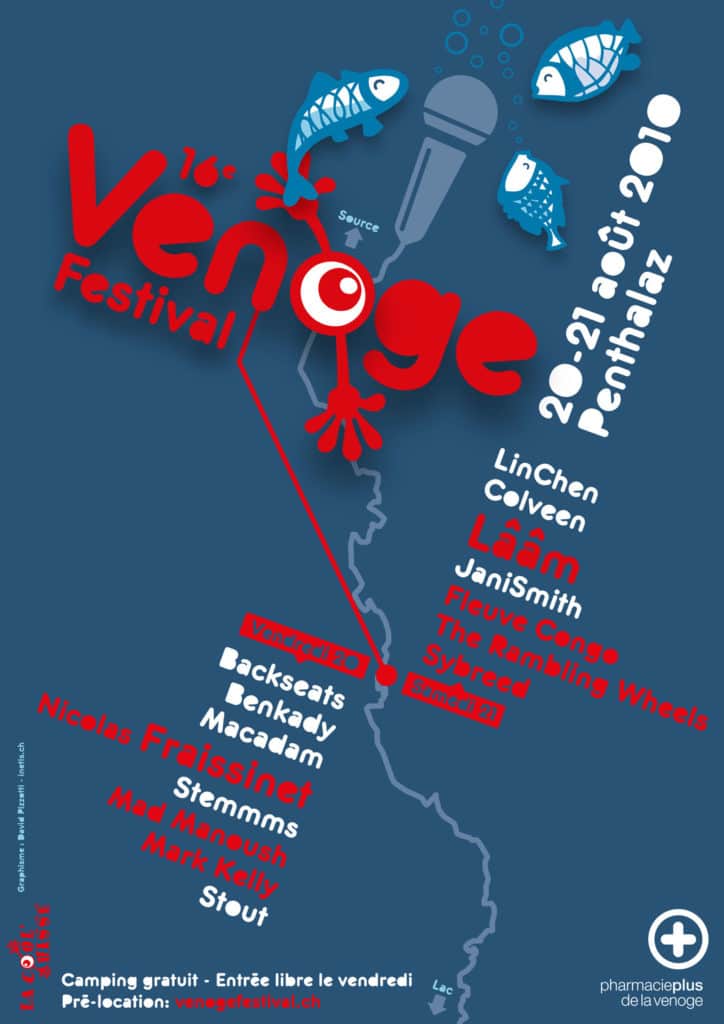 16e
Venoge
Festival
Source
20-21 août 2010
Penthalaz
LinChen
Colveen
Lââm
JaniSmith
Fleuve Congo
The Rambling Wheels
Sybreed
Samedi 21
Vendredi 20
Backseats
Benkady
Macadam
Nicolas Fraissinet
Stemmms
Mad Manoush
Mark Kelly
Stout
Graphisme : David Pizzotti - inetis.ch
Camping gratuit - Entrée libre le vendredi
Pré-location: venogefestival.ch
Lac
pharmacieplus
de la venoge